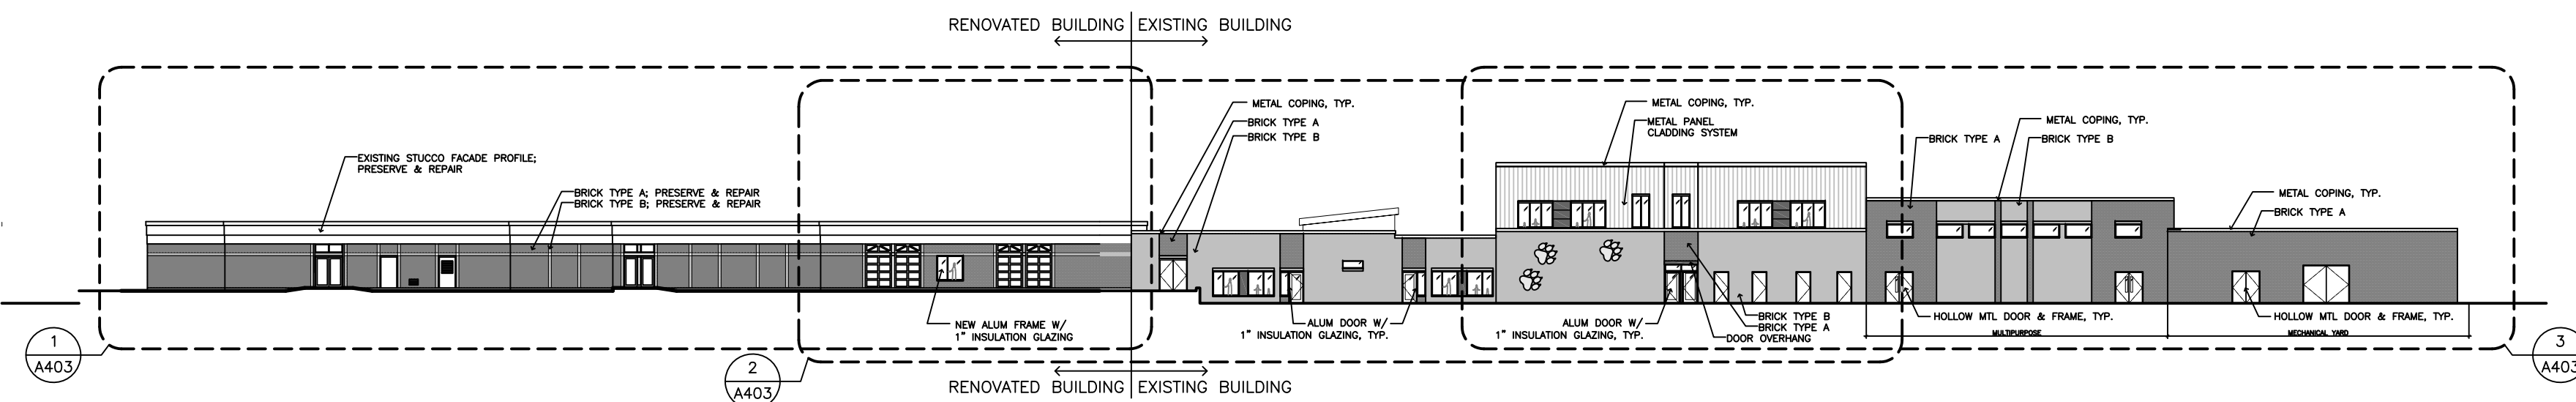 RENOVATED BUILDING EXISTING BUILDING
METAL COPING, TYP.
BRICK TYPE A
BRICK TYPE B
METAL COPING, TYP.
METAL PANEL
CLADDING SYSTEM
METAL COPING, TYP.
BRICK TYPE A
BRICK TYPE B
EXISTING STUCCO FACADE PROFILE;
PRESERVE & REPAIR
BRICK TYPE A; PRESERVE & REPAIR
BRICK TYPE B; PRESERVE & REPAIR
METAL COPING, TYP.
BRICK TYPE A
NEW ALUM FRAME W/
1" INSULATION GLAZING
ALUM DOOR W/
1" INSULATION GLAZING, TYP.
ALUM DOOR W/
1" INSULATION GLAZING, TYP.
BRICK TYPE B
BRICK TYPE A
DOOR OVERHANG
HOLLOW MTL DOOR & FRAME, TYP.
MULTIPURPOSE
HOLLOW MTL DOOR & FRAME, TYP.
MECHANICAL YARD
1
A403
2
A403
3
A403
RENOVATED BUILDING EXISTING BUILDING